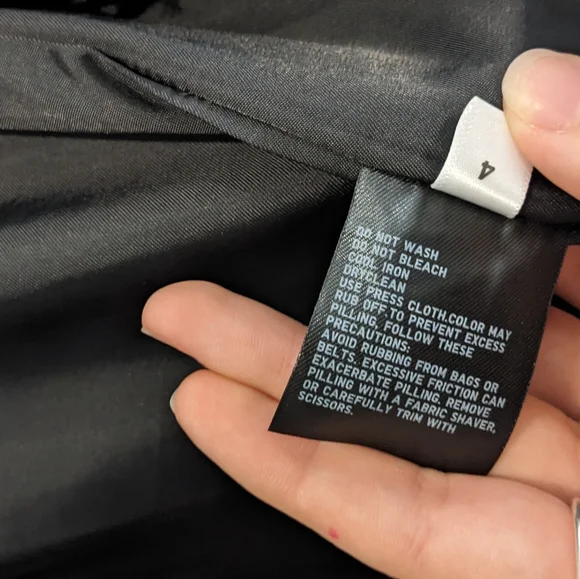 4
DO NOT WASH
DO NOT BLEACH
COOL IRON
DRYCLEAN
USE PRESS CLOTH.COLOR MAY
RUB OFF.TO PREVENT EXCESS
PILLING, FOLLOW THESE
PRECAUTIONS:
AVOID RUBBING FROM BAGS OR
BELTS. EXCESSIVE FRICTION CAN
EXACERBATE PILLING. REMOVE
PILLING WITH A FABRIC SHAVER,
OR CAREFULLY TRIM WITH
SCISSORS.